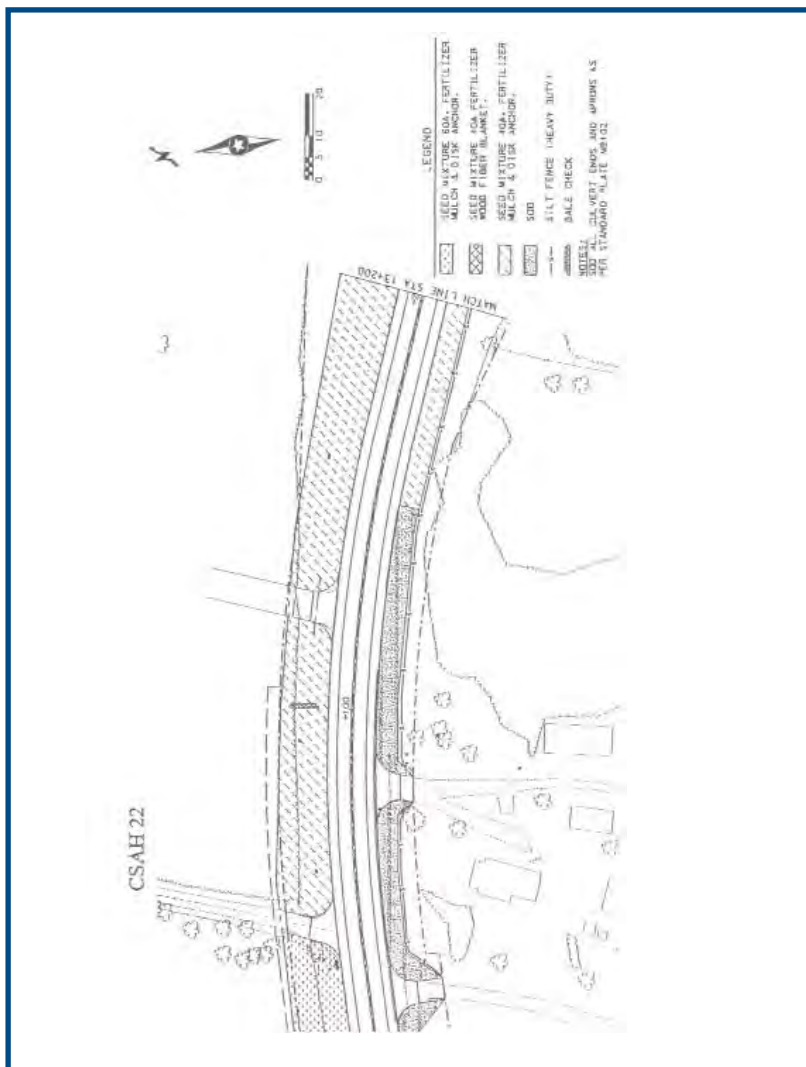 CSAH 22
0 5 10 20
LEGEND
SEED MIXTURE 60A, FERTILIZER
MULCH & DISK ANCHOR.
SEED MIXTURE 40A FERTILIZER
WOOD FIBER BLANKET.
SEED MIXTURE 40A, FERTILIZER
MULCH & DISK ANCHOR.
SOD
-S- SILT FENCE (HEAVY DUTY)
BALE CHECK
NOTES:
SOD ALL CULVERT ENDS AND APRONS AS
PER STANDARD PLATE
MATCH LINE STA 13+200
+100